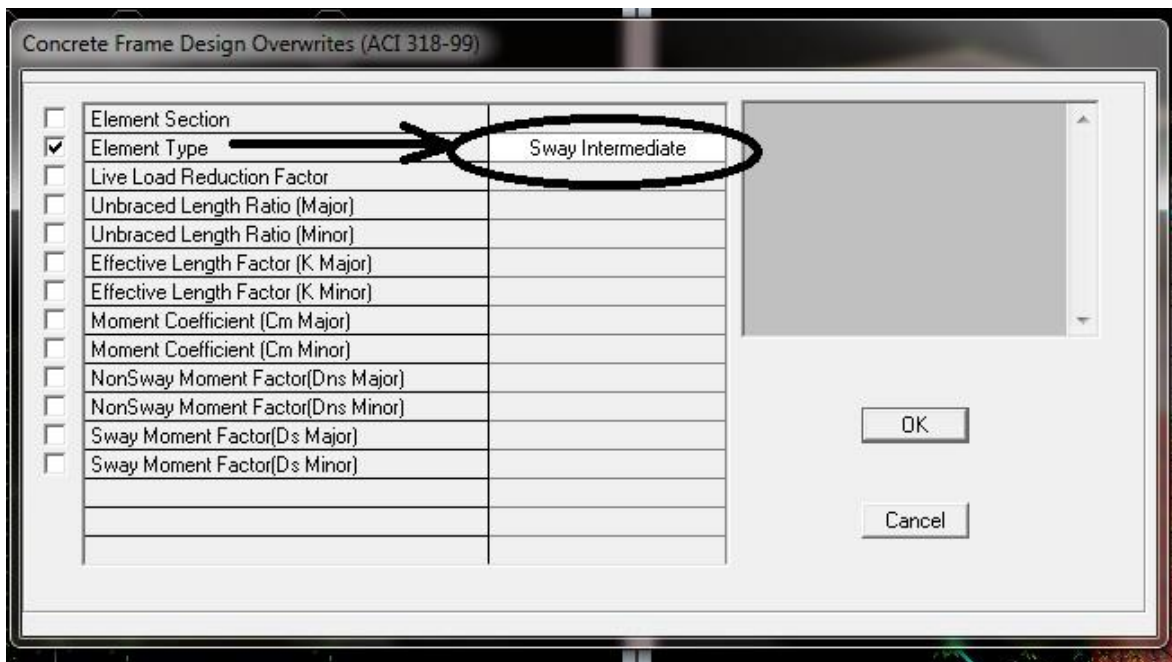 Concrete Frame Design Overwrites (ACI 318-99)
Element Section
Element Type Sway Intermediate
Live Load Reduction Factor
Unbraced Length Ratio (Major)
Unbraced Length Ratio (Minor)
Effective Length Factor (K Major)
Effective Length Factor (K Minor)
Moment Coefficient (Cm Major)
Moment Coefficient (Cm Minor)
NonSway Moment Factor(Dns Major)
NonSway Moment Factor(Dns Minor)
Sway Moment Factor(Ds Major)
Sway Moment Factor(Ds Minor)
OK
Cancel